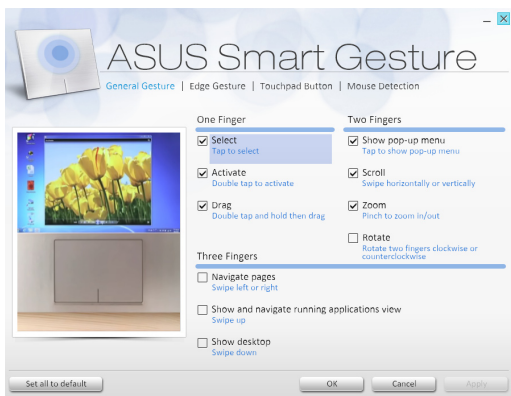 ASUS Smart Gesture
General Gesture | Edge Gesture | Touchpad Button | Mouse Detection
One Finger
Select
Tap to select
Activate
Double tap to activate
Drag
Double tap and hold then drag
Two Fingers
Show pop-up menu
Tap to show pop-up menu
Scroll
Swipe horizontally or vertically
Zoom
Pinch to zoom in/out
Rotate
Rotate two fingers clockwise or
counterclockwise
Three Fingers
Navigate pages
Swipe left or right
Show and navigate running applications view
Swipe up
Show desktop
Swipe down
Set all to default
OK
Cancel
Apply